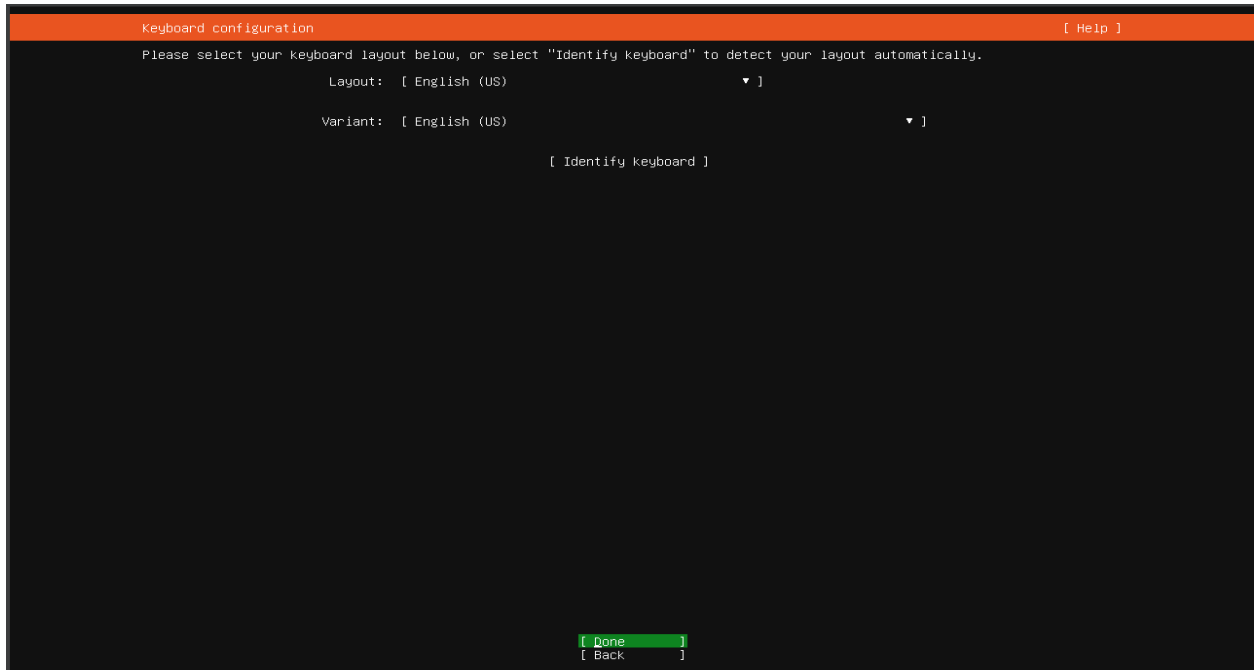 Keyboard configuration [ Help ]
Please select your keyboard layout below, or select "Identify keyboard" to detect your layout automatically.
Layout: [ English (US) ▾ ]
Variant: [ English (US) ▾ ]
[ Identify keyboard ]
[ Done ]
[ Back ]